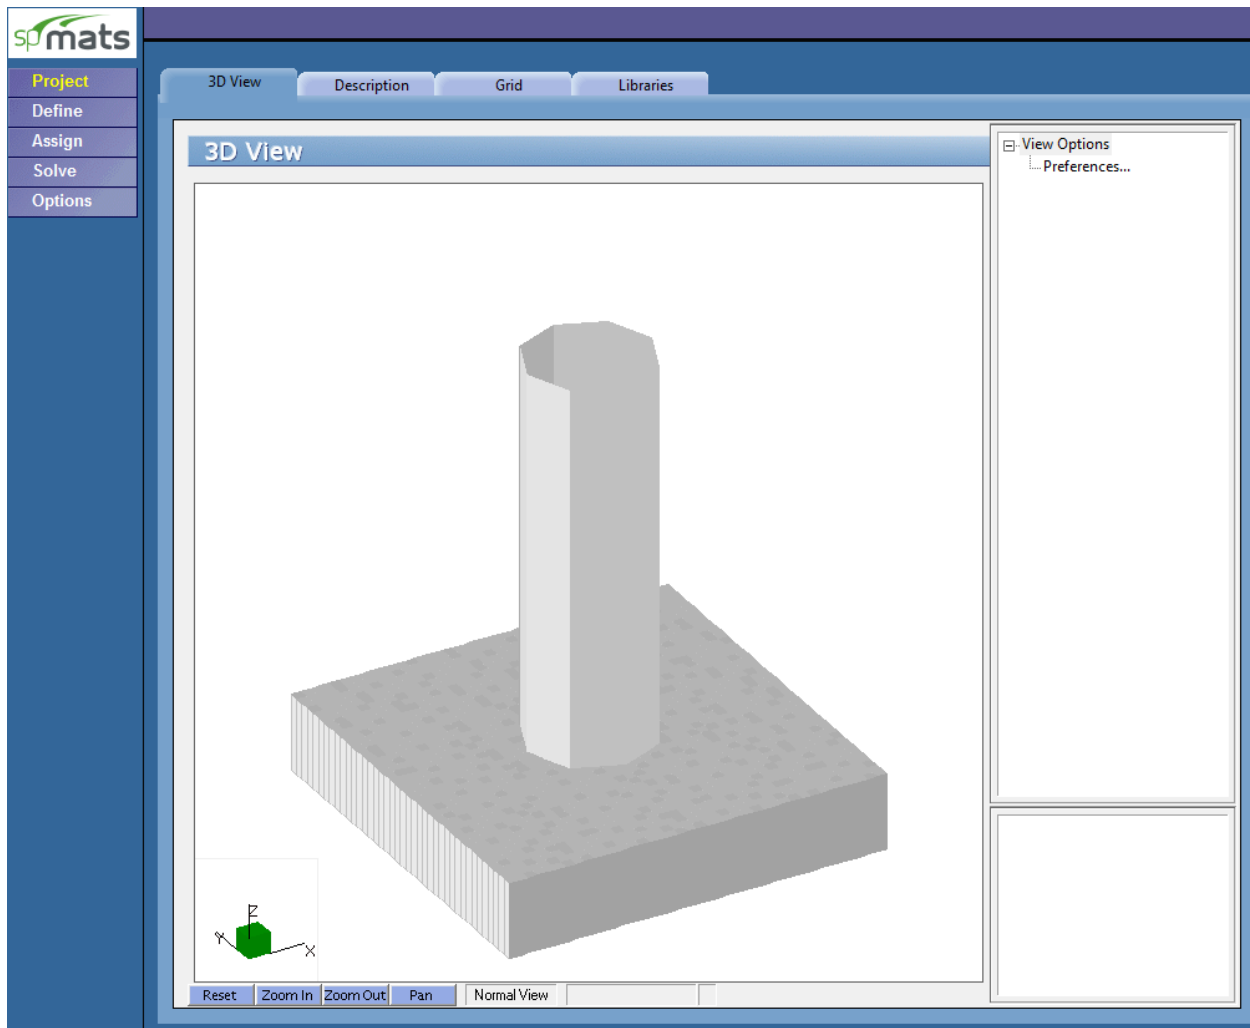 spmats
Project
Define
Assign
Solve
Options
3D View
Description
Grid
Libraries
3D View
View Options
Preferences...
Z
Y
X
Reset
Zoom In
Zoom Out
Pan
Normal View